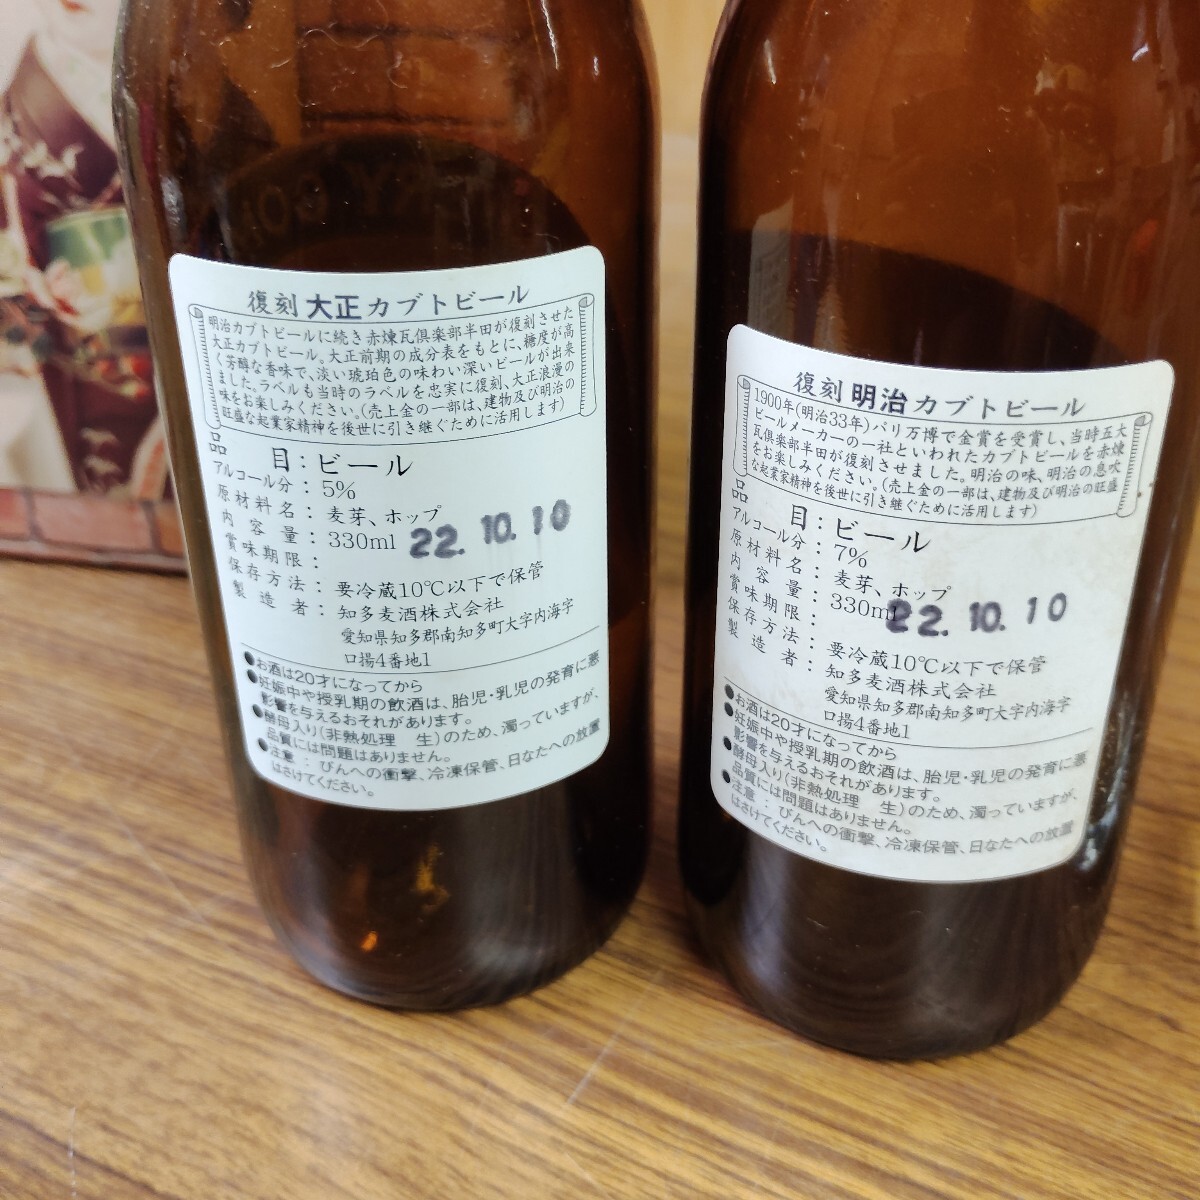 復刻 大正 カブトビール
明治カブトビールに続き赤煉瓦倶楽部半田が復刻させた
大正カブトビール。大正前期の成分表をもとに、糖度が高
く芳醇な香味で、淡い琥珀色の味わい深いビールが出来
ました。ラベルも当時のラベルを忠実に復刻、大正浪漫の
味をお楽しみください。(売上金の一部は、建物及び明治の
旺盛な起業家精神を後世に引き継ぐために活用します)
品 目：ビール
アルコール分：5%
原材料名：麦芽、ホップ
内容量：330ml
賞味期限：22.10.10
保存方法：要冷蔵10℃以下で保管
製造者：知多麦酒株式会社
愛知県知多郡南知多町大字内海字
口揚4番地1
●お酒は20才になってから
●妊娠中や授乳期の飲酒は、胎児・乳児の発育に悪
影響を与えるおそれがあります。
●酵母入り(非熱処理 生)のため、濁っていますが、
品質には問題はありません。
●注意：びんへの衝撃、冷凍保管、日なたへの放置
はさけてください。
復刻 明治 カブトビール
1900年(明治33年)パリ万博で金賞を受賞し、当時五大
ビールメーカーの一社といわれたカブトビールを赤煉
瓦倶楽部半田が復刻させました。明治の味、明治の息吹
をお楽しみください。(売上金の一部は、建物及び明治の旺盛
な起業家精神を後世に引き継ぐために活用します)
品 目：ビール
アルコール分：7%
原材料名：麦芽、ホップ
内容量：330ml
賞味期限：22.10.10
保存方法：要冷蔵10℃以下で保管
製造者：知多麦酒株式会社
愛知県知多郡南知多町大字内海字
口揚4番地1
●お酒は20才になってから
●妊娠中や授乳期の飲酒は、胎児・乳児の発育に悪
影響を与えるおそれがあります。
●酵母入り(非熱処理 生)のため、濁っていますが、
品質には問題はありません。
●注意：びんへの衝撃、冷凍保管、日なたへの放置
はさけてください。